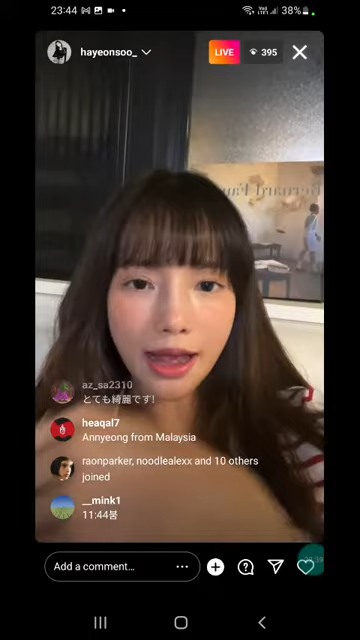 23:44
38%
hayeonsoo_
LIVE
395
az_sa2310
とても綺麗です!
heaqal7
Annyeong from Malaysia
raonparker, noodlealexx and 10 others
joined
__mink1
11:44붐
Add a comment…